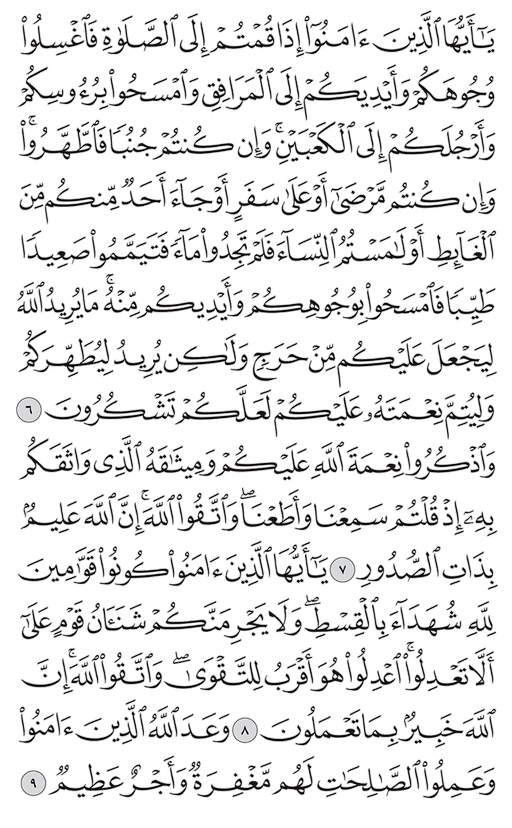 يَٰٓأَيُّهَا ٱلَّذِينَ ءَامَنُوٓاْ إِذَا قُمۡتُمۡ إِلَى ٱلصَّلَوٰةِ فَٱغۡسِلُواْ
وُجُوهَكُمۡ وَأَيۡدِيَكُمۡ إِلَى ٱلۡمَرَافِقِ وَٱمۡسَحُواْ بِرُءُوسِكُمۡ
وَأَرۡجُلَكُمۡ إِلَى ٱلۡكَعۡبَيۡنِۚ وَإِن كُنتُمۡ جُنُبٗا فَٱطَّهَّرُواْۚ
وَإِن كُنتُم مَّرۡضَىٰٓ أَوۡ عَلَىٰ سَفَرٍ أَوۡ جَآءَ أَحَدٞ مِّنكُم مِّنَ
ٱلۡغَآئِطِ أَوۡ لَٰمَسۡتُمُ ٱلنِّسَآءَ فَلَمۡ تَجِدُواْ مَآءٗ فَتَيَمَّمُواْ صَعِيدٗا
طَيِّبٗا فَٱمۡسَحُواْ بِوُجُوهِكُمۡ وَأَيۡدِيكُم مِّنۡهُۚ مَا يُرِيدُ ٱللَّهُ
لِيَجۡعَلَ عَلَيۡكُم مِّنۡ حَرَجٖ وَلَٰكِن يُرِيدُ لِيُطَهِّرَكُمۡ
وَلِيُتِمَّ نِعۡمَتَهُۥ عَلَيۡكُمۡ لَعَلَّكُمۡ تَشۡكُرُونَ ٦
وَٱذۡكُرُواْ نِعۡمَةَ ٱللَّهِ عَلَيۡكُمۡ وَمِيثَٰقَهُ ٱلَّذِي وَاثَقَكُم
بِهِۦٓ إِذۡ قُلۡتُمۡ سَمِعۡنَا وَأَطَعۡنَاۖ وَٱتَّقُواْ ٱللَّهَۚ إِنَّ ٱللَّهَ عَلِيمُۢ
بِذَاتِ ٱلصُّدُورِ ٧ يَٰٓأَيُّهَا ٱلَّذِينَ ءَامَنُواْ كُونُواْ قَوَّٰمِينَ
لِلَّهِ شُهَدَآءَ بِٱلۡقِسۡطِۖ وَلَا يَجۡرِمَنَّكُمۡ شَنَـَٔانُ قَوۡمٍ عَلَىٰٓ
أَلَّا تَعۡدِلُواْۚ ٱعۡدِلُواْ هُوَ أَقۡرَبُ لِلتَّقۡوَىٰۖ وَٱتَّقُواْ ٱللَّهَۚ إِنَّ
ٱللَّهَ خَبِيرُۢ بِمَا تَعۡمَلُونَ ٨ وَعَدَ ٱللَّهُ ٱلَّذِينَ ءَامَنُواْ
وَعَمِلُواْ ٱلصَّٰلِحَٰتِ لَهُم مَّغۡفِرَةٞ وَأَجۡرٌ عَظِيمٞ ٩